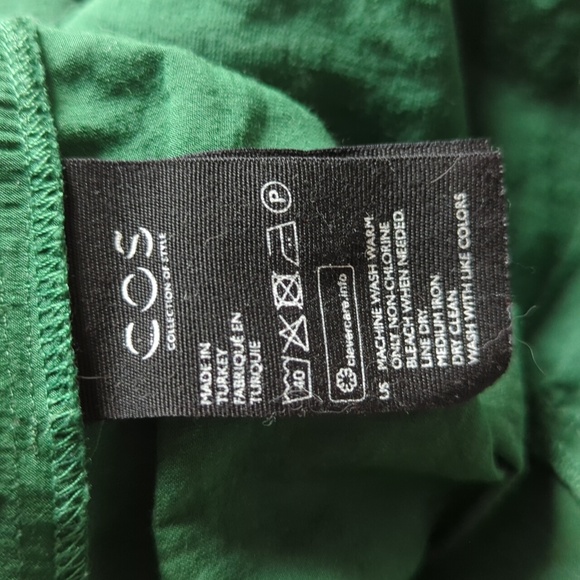 COS
COLLECTION OF STYLE
MADE IN
TURKEY
FABRIQUÉ EN
TURQUIE
40
P
clevercare.info
US MACHINE WASH WARM.
ONLY NON-CHLORINE
BLEACH WHEN NEEDED.
LINE DRY.
MEDIUM IRON.
DRY CLEAN.
WASH WITH LIKE COLORS